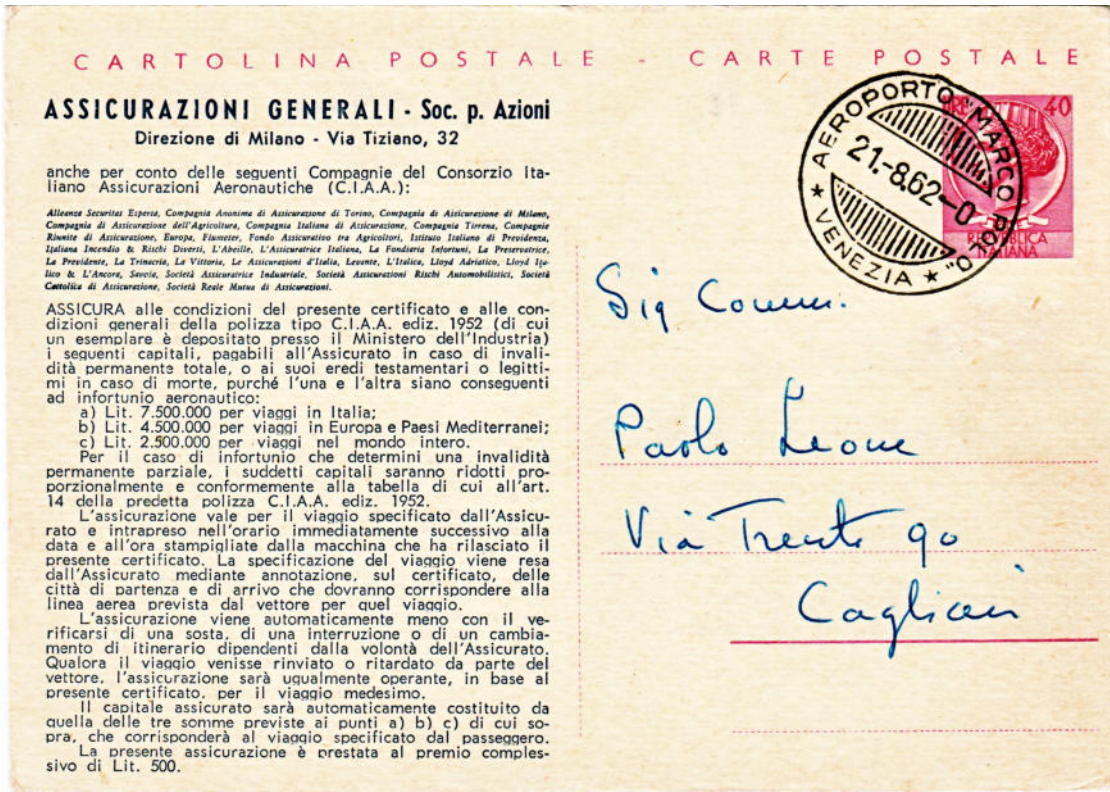 CARTOLINA POSTALE - CARTE POSTALE
ASSICURAZIONI GENERALI - Soc. p. Azioni
Direzione di Milano - Via Tiziano, 32
anche per conto delle seguenti Compagnie del Consorzio Ita-
liano Assicurazioni Aeronautiche (C.I.A.A.):
Alleanza Securitas Esperia, Compagnia Anonima di Assicurazione di Torino, Compagnia di Assicurazione di Milano,
Compagnia di Assicurazione dell'Agricoltura, Compagnia Italiana di Assicurazione, Compagnia Tirrena, Compagnie
Riunite di Assicurazione, Europa, Fiumeter, Fondo Assicurativo tra Agricoltori, Istituto Italiano di Previdenza,
Italiana Incendio & Rischi Diversi, L'Abeille, L'Assicuratrice Italiana, La Fondiaria Infortuni, La Preservatrice,
La Previdente, La Trinacria, La Vittoria, Le Assicurazioni d'Italia, Levante, L'Italica, Lloyd Adriatico, Lloyd Ita-
lico & L'Ancora, Savoia, Società Assicuratrice Industriale, Società Assicurazioni Rischi Automobilistici, Società
Cattolica di Assicurazione, Società Reale Mutua di Assicurazioni.
ASSICURA alle condizioni del presente certificato e alle con-
dizioni generali della polizza tipo C.I.A.A. ediz. 1952 (di cui
un esemplare è depositato presso il Ministero dell'Industria)
i seguenti capitali, pagabili all'Assicurato in caso di invali-
dità permanente totale, o ai suoi eredi testamentari o legitti-
mi in caso di morte, purché l'una e l'altra siano conseguenti
ad infortunio aeronautico:
a) Lit. 7.500.000 per viaggi in Italia;
b) Lit. 4.500.000 per viaggi in Europa e Paesi Mediterranei;
c) Lit. 2.500.000 per viaggi nel mondo intero.
Per il caso di infortunio che determini una invalidità
permanente parziale, i suddetti capitali saranno ridotti pro-
porzionalmente e conformemente alla tabella di cui all'art.
14 della predetta polizza C.I.A.A. ediz. 1952.
L'assicurazione vale per il viaggio specificato dall'Assicu-
rato e intrapreso nell'orario immediatamente successivo alla
data e all'ora stampigliate dalla macchina che ha rilasciato il
presente certificato. La specificazione del viaggio viene resa
dall'Assicurato mediante annotazione, sul certificato, delle
città di partenza e di arrivo che dovranno corrispondere alla
linea aerea prevista dal vettore per quel viaggio.
L'assicurazione viene automaticamente meno con il ve-
rificarsi di una sosta, di una interruzione o di un cambia-
mento di itinerario dipendenti dalla volontà dell'Assicurato.
Qualora il viaggio venisse rinviato o ritardato da parte del
vettore, l'assicurazione sarà ugualmente operante, in base al
presente certificato, per il viaggio medesimo.
Il capitale assicurato sarà automaticamente costituito da
quella delle tre somme previste ai punti a) b) c) di cui so-
pra, che corrisponderà al viaggio specificato dal passeggero.
La presente assicurazione è prestata al premio comples-
sivo di Lit. 500.
AEROPORTO "MARCO POLO"
21.-8.62-0
★ VENEZIA ★
LIRE 40
REPUBBLICA
ITALIANA
Sig Comm.
Paolo Leone
Via Trento 90
Cagliari